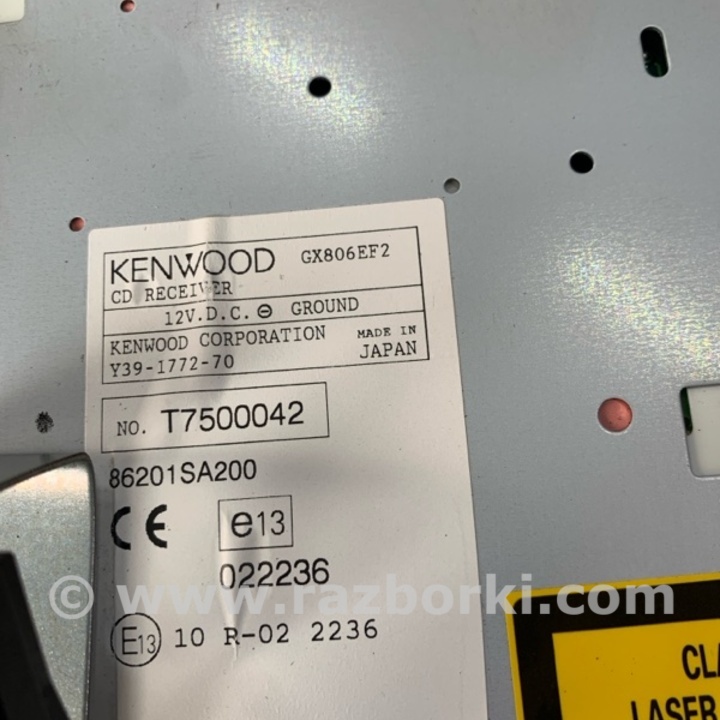 KENWOOD GX806EF2
CD RECEIVER
12V.D.C. ⊖ GROUND
KENWOOD CORPORATION MADE IN
Y39-1772-70 JAPAN
NO. T7500042
86201SA200
CE e13
022236
© www.razborki.com
E13 10 R-02 2236
CLA
LASER